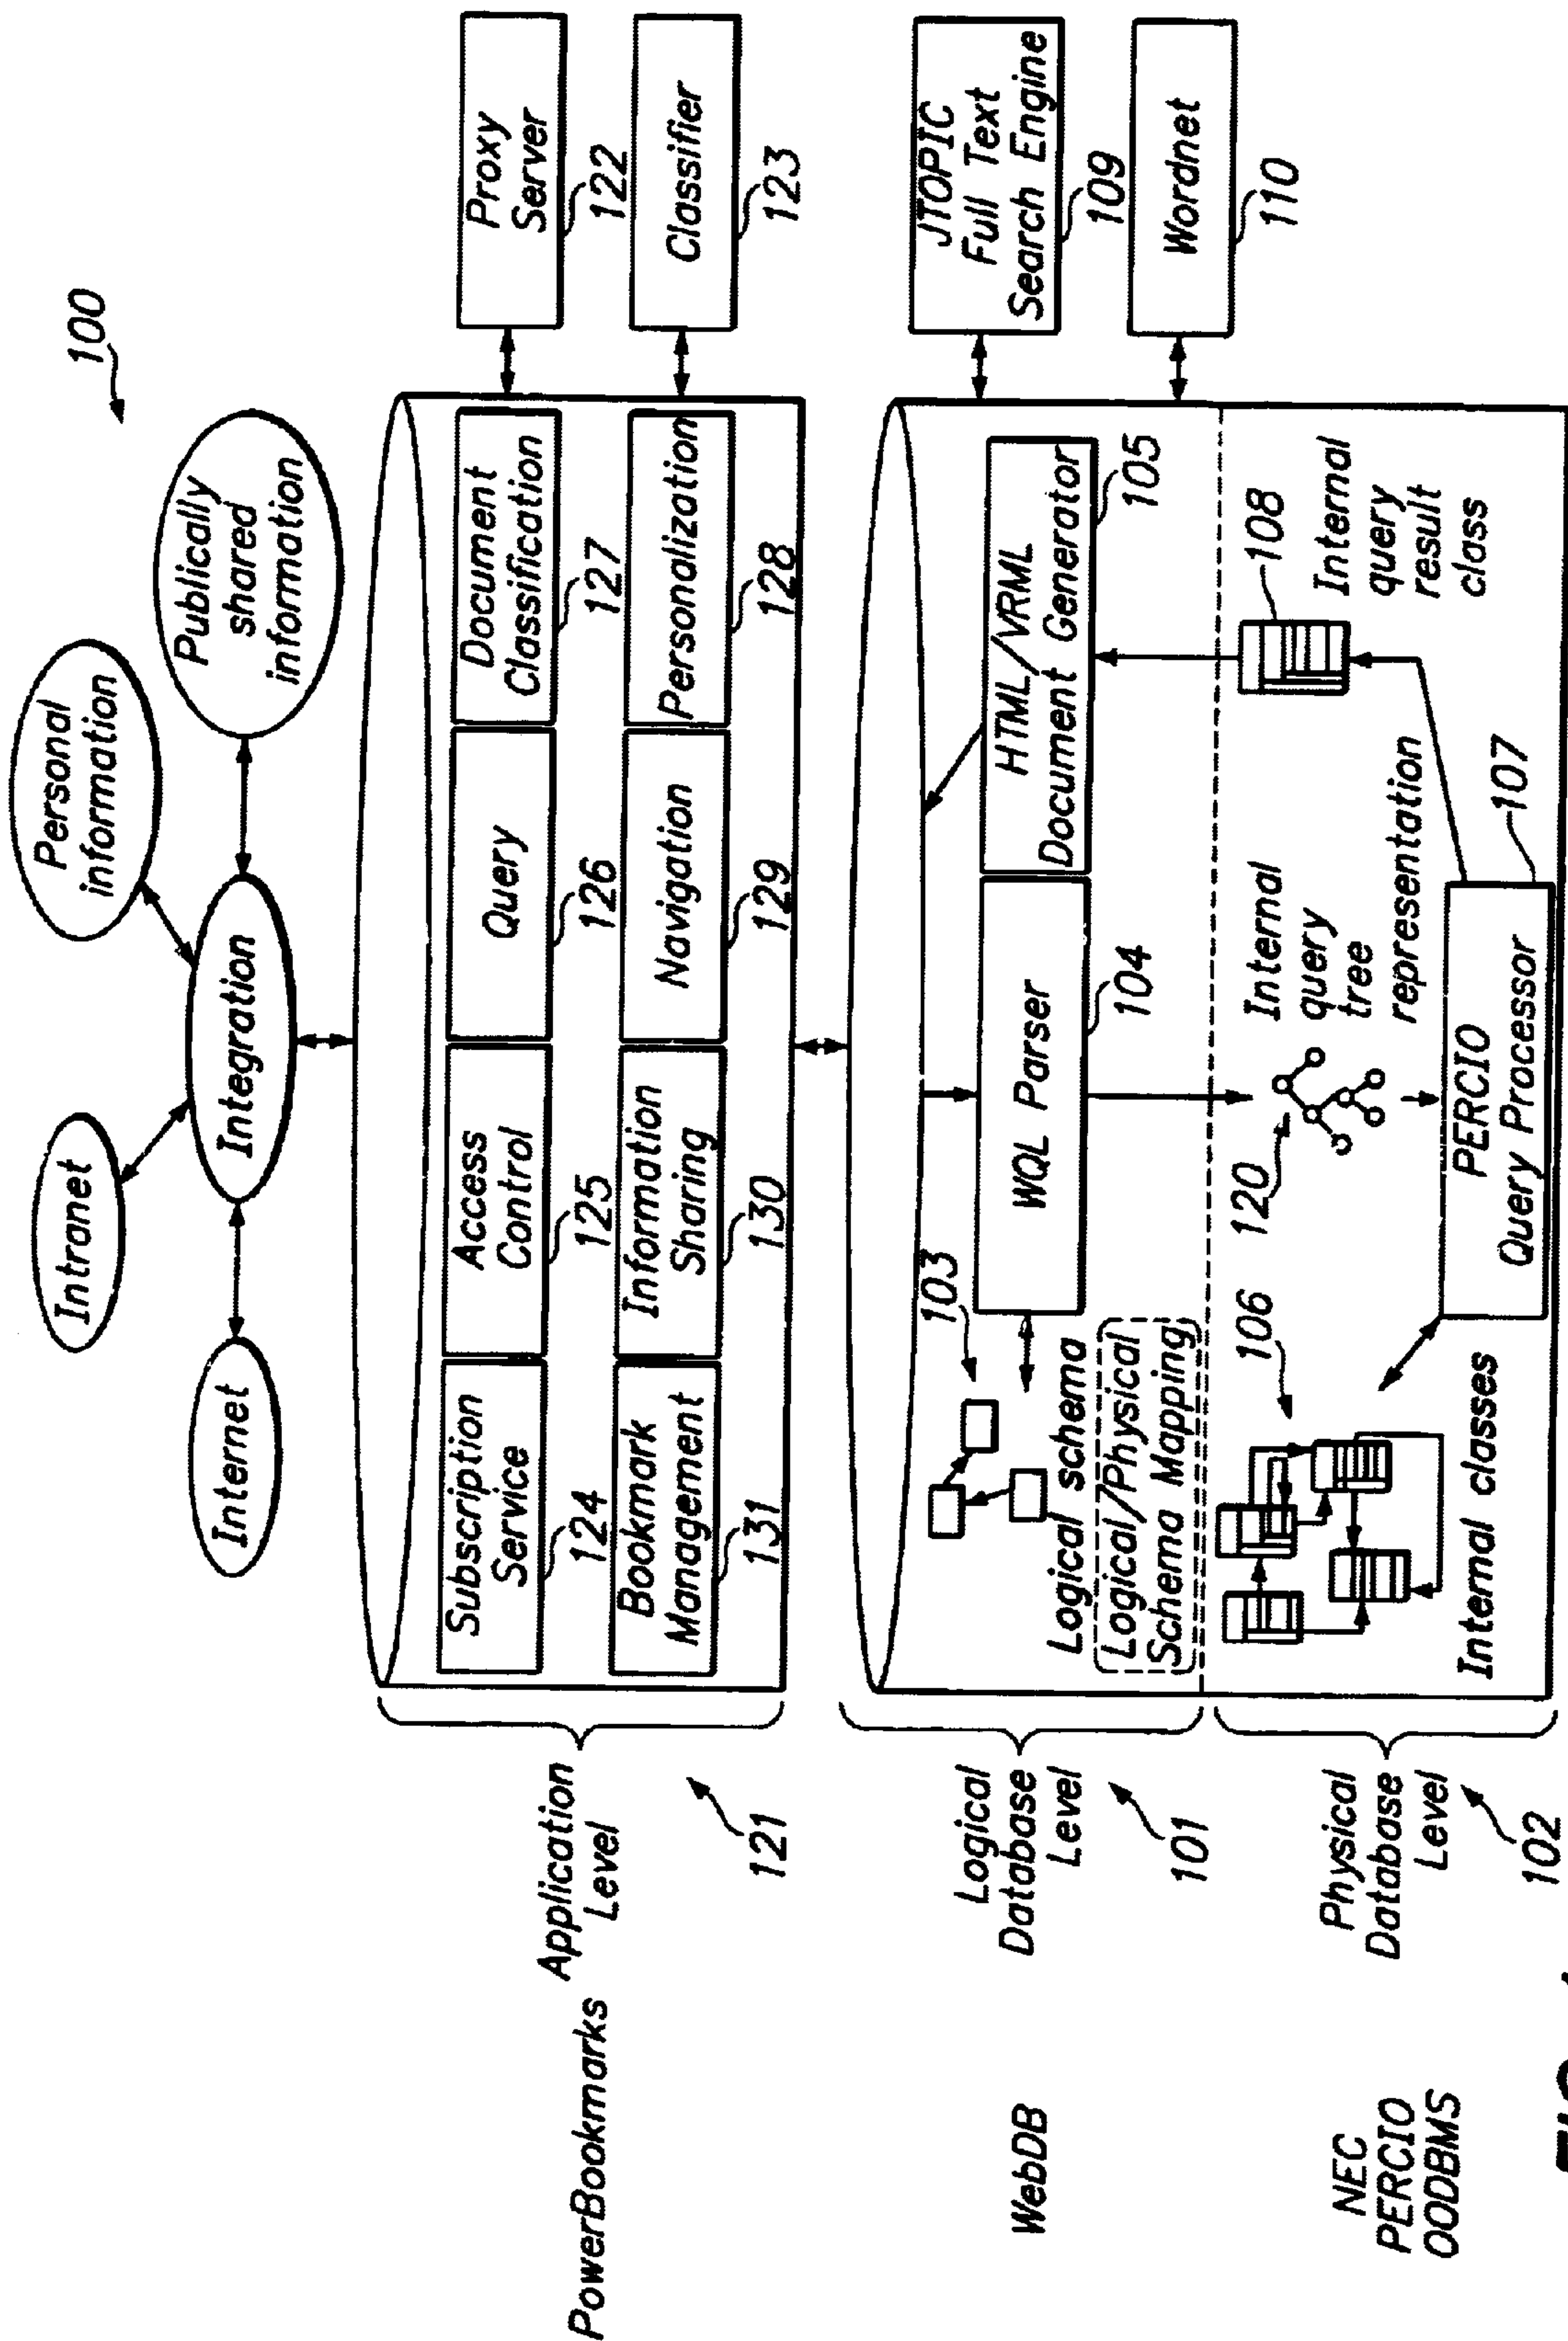 100
Intranet
Personal
information
Publically
shared
information
Internet
Integration
PowerBookmarks
Application
Level
121
Subscription
Service
124
Access
Control
125
Query
126
Document
Classification
127
Bookmark
Management
131
Information
Sharing
130
Navigation
129
Personalization
128
Proxy
Server
122
Classifier
123
WebDB
Logical
Database
Level
101
103
Logical schema
Logical/Physical
Schema Mapping
WQL Parser
104
HTML/VRML
Document Generator
105
JTOPIC
Full Text
Search Engine
109
Wordnet
110
NEC
PERCIO
OODBMS
Physical
Database
Level
102
106
Internal classes
120
Internal
query
tree
representation
PERCIO
Query Processor
107
108
Internal
query
result
class